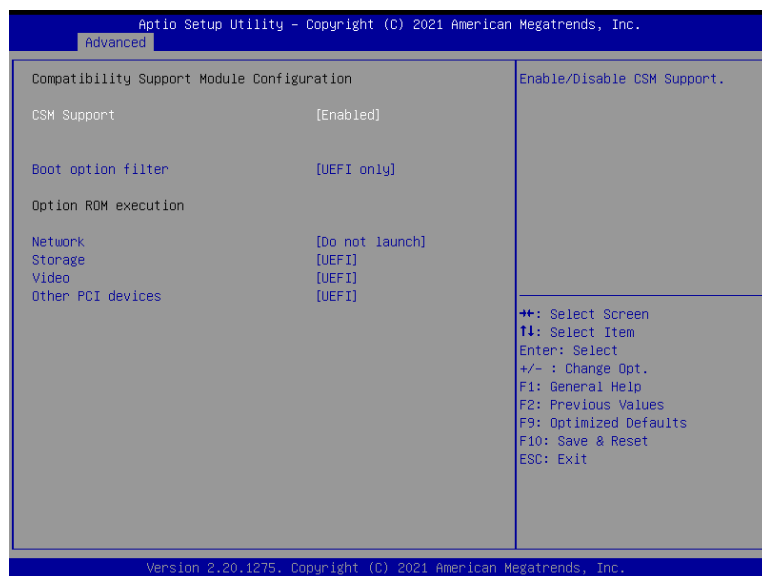 Aptio Setup Utility – Copyright (C) 2021 American Megatrends, Inc.
Advanced
Compatibility Support Module Configuration
CSM Support [Enabled]
Boot option filter [UEFI only]
Option ROM execution
Network [Do not launch]
Storage [UEFI]
Video [UEFI]
Other PCI devices [UEFI]
Enable/Disable CSM Support.
→←: Select Screen
↑↓: Select Item
Enter: Select
+/- : Change Opt.
F1: General Help
F2: Previous Values
F9: Optimized Defaults
F10: Save & Reset
ESC: Exit
Version 2.20.1275. Copyright (C) 2021 American Megatrends, Inc.